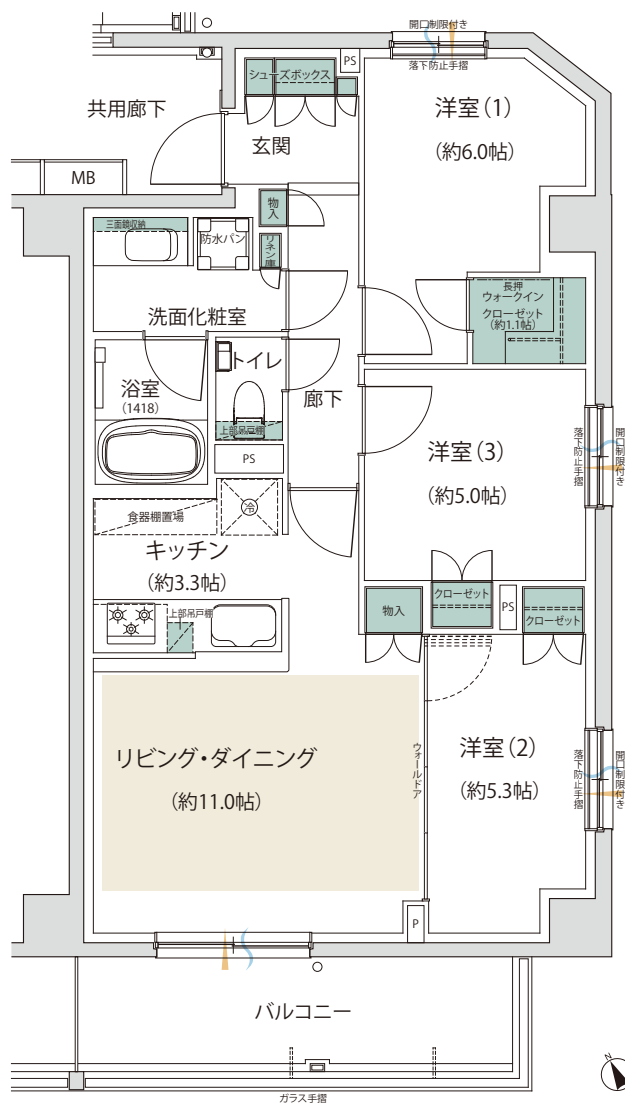 開口制限付き
落下防止手摺
PS
シューズボックス
共用廊下
玄関
洋室（1）
（約6.0帖）
MB
物入
三面鏡収納
防水パン
リネン庫
洗面化粧室
長押
ウォークイン
クローゼット
（約1.1帖）
トイレ
浴室
（1418）
廊下
上部吊戸棚
PS
洋室（3）
（約5.0帖）
落下防止手摺
開口制限付き
食器棚置場
冷
キッチン
（約3.3帖）
上部吊戸棚
物入
クローゼット
PS
クローゼット
リビング・ダイニング
（約11.0帖）
ウォールドア
洋室（2）
（約5.3帖）
落下防止手摺
開口制限付き
P
バルコニー
ガラス手摺
N